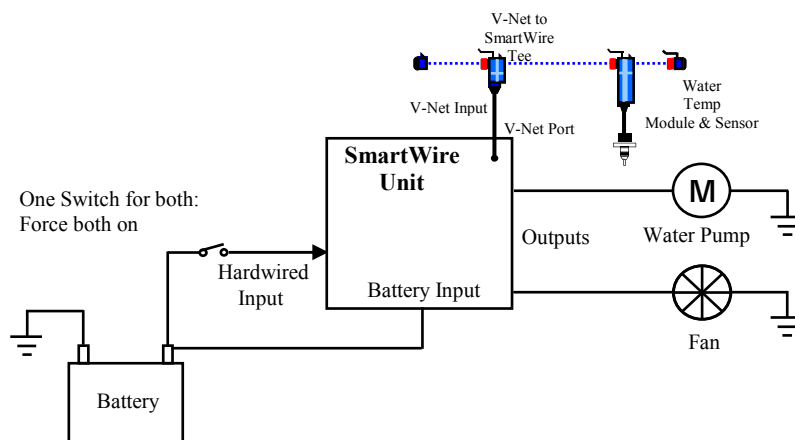 V-Net to
SmartWire
Tee
V-Net Input
V-Net Port
Water
Temp
Module & Sensor
SmartWire
Unit
One Switch for both:
Force both on
Hardwired
Input
Battery Input
Outputs
M
Water Pump
Fan
Battery